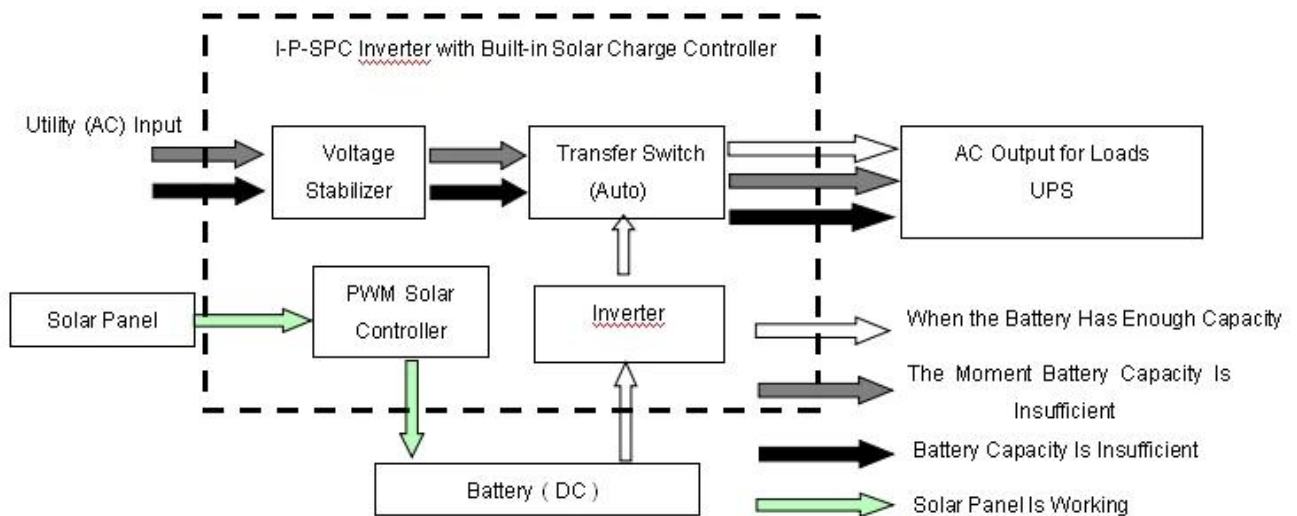 I-P-SPC Inverter with Built-in Solar Charge Controller
Utility (AC) Input
Voltage
Stabilizer
Transfer Switch
(Auto)
AC Output for Loads
UPS
Solar Panel
PWM Solar
Controller
Inverter
Battery ( DC )
When the Battery Has Enough Capacity
The Moment Battery Capacity Is
Insufficient
Battery Capacity Is Insufficient
Solar Panel Is Working